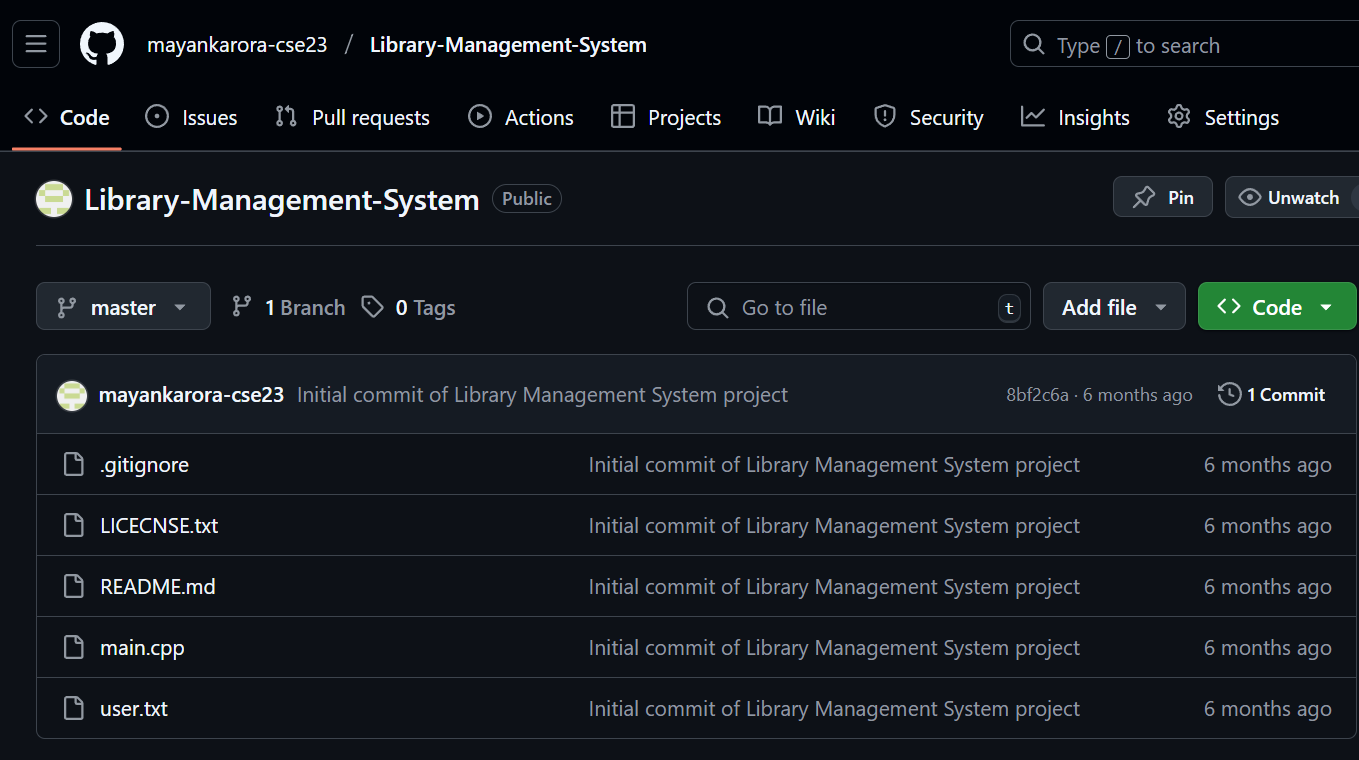 mayankarora-cse23 / Library-Management-System Type / to search
Code Issues Pull requests Actions Projects Wiki Security Insights Settings
Library-Management-System Public Pin Unwatch
master 1 Branch 0 Tags Go to file t Add file Code
mayankarora-cse23 Initial commit of Library Management System project 8bf2c6a · 6 months ago 1 Commit
.gitignore Initial commit of Library Management System project 6 months ago
LICECNSE.txt Initial commit of Library Management System project 6 months ago
README.md Initial commit of Library Management System project 6 months ago
main.cpp Initial commit of Library Management System project 6 months ago
user.txt Initial commit of Library Management System project 6 months ago